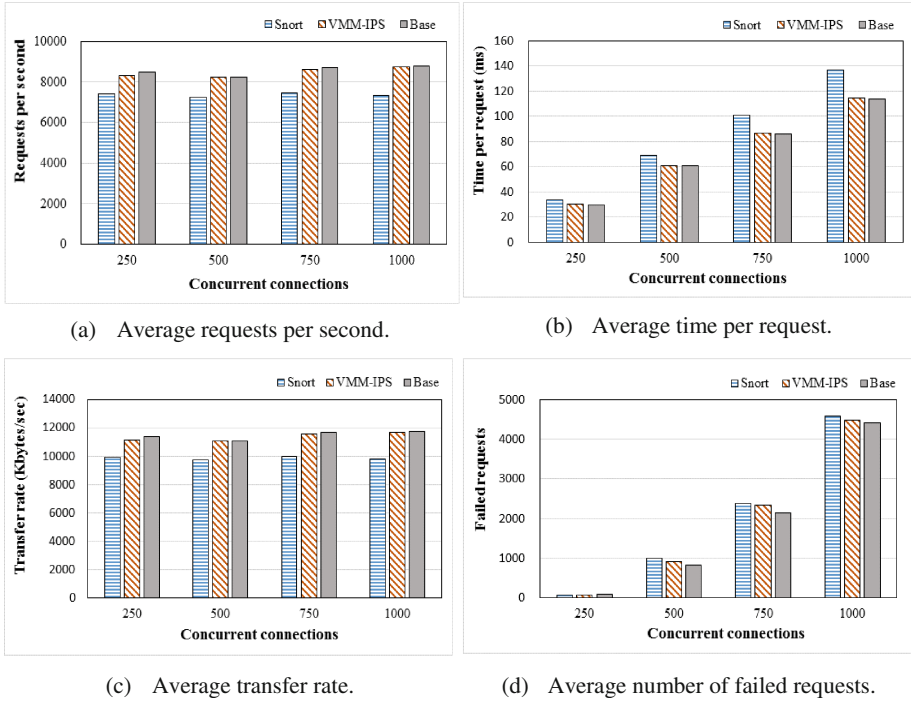 Snort VMM-IPS Base
10000
8000
6000
4000
2000
0
Requests per second
250 500 750 1000
Concurrent connections
(a) Average requests per second.
Snort VMM-IPS Base
160
140
120
100
80
60
40
20
0
Time per request (ms)
250 500 750 1000
Concurrent connections
(b) Average time per request.
Snort VMM-IPS Base
14000
12000
10000
8000
6000
4000
2000
0
Transfer rate (Kbytes/sec)
250 500 750 1000
Concurrent connections
(c) Average transfer rate.
Snort VMM-IPS Base
5000
4000
3000
2000
1000
0
Failed requests
250 500 750 1000
Concurrent connections
(d) Average number of failed requests.